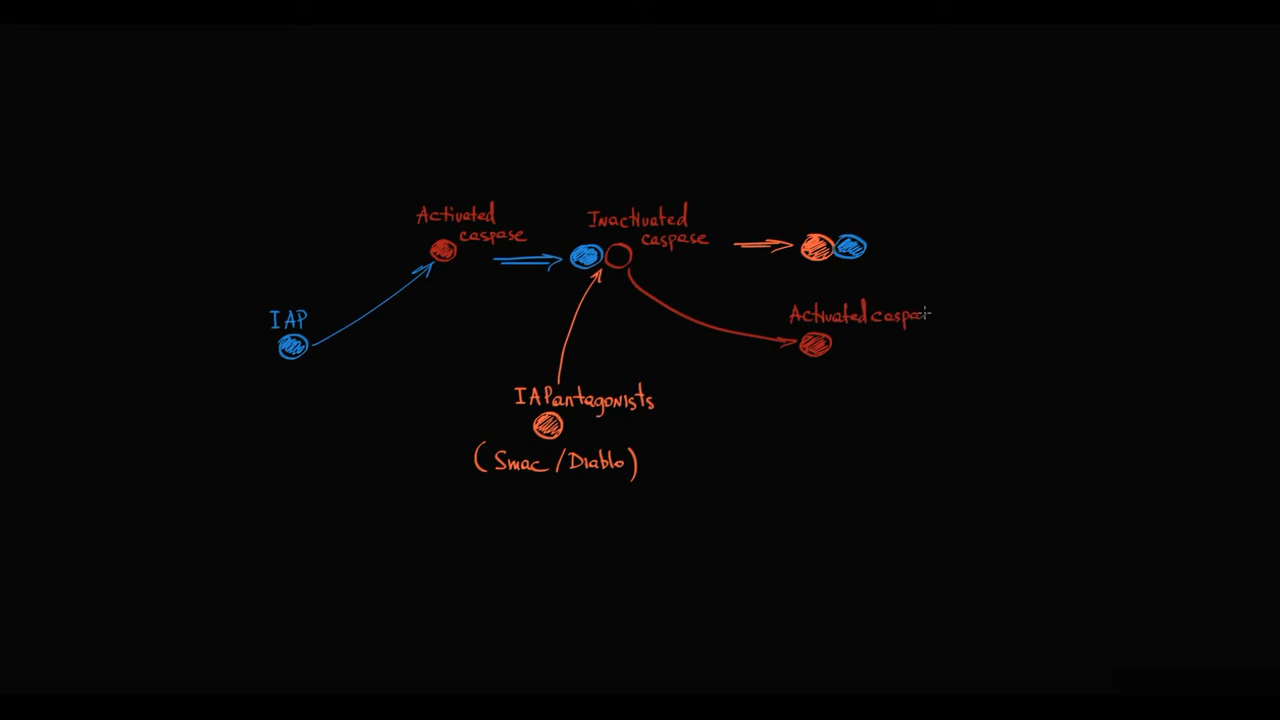 Activated
caspase
Inactivated
caspase
IAP
Activated caspa
IAP antagonists
(Smac/Diablo)